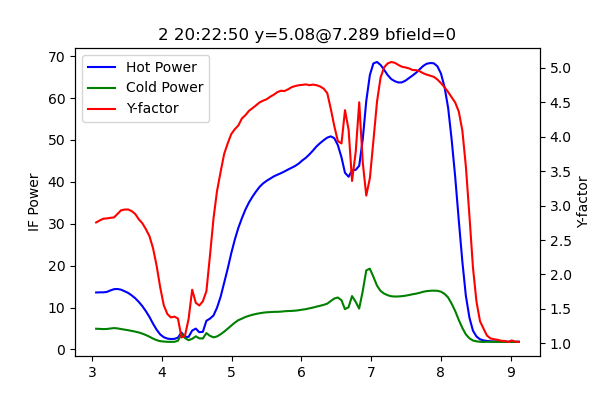 2 20:22:50 y=5.08@7.289 bfield=0
Hot Power
Cold Power
Y-factor
IF Power
70
60
50
40
30
20
10
0
5.0
4.5
4.0
3.5
3.0
2.5
2.0
1.5
1.0
Y-factor
3 4 5 6 7 8 9